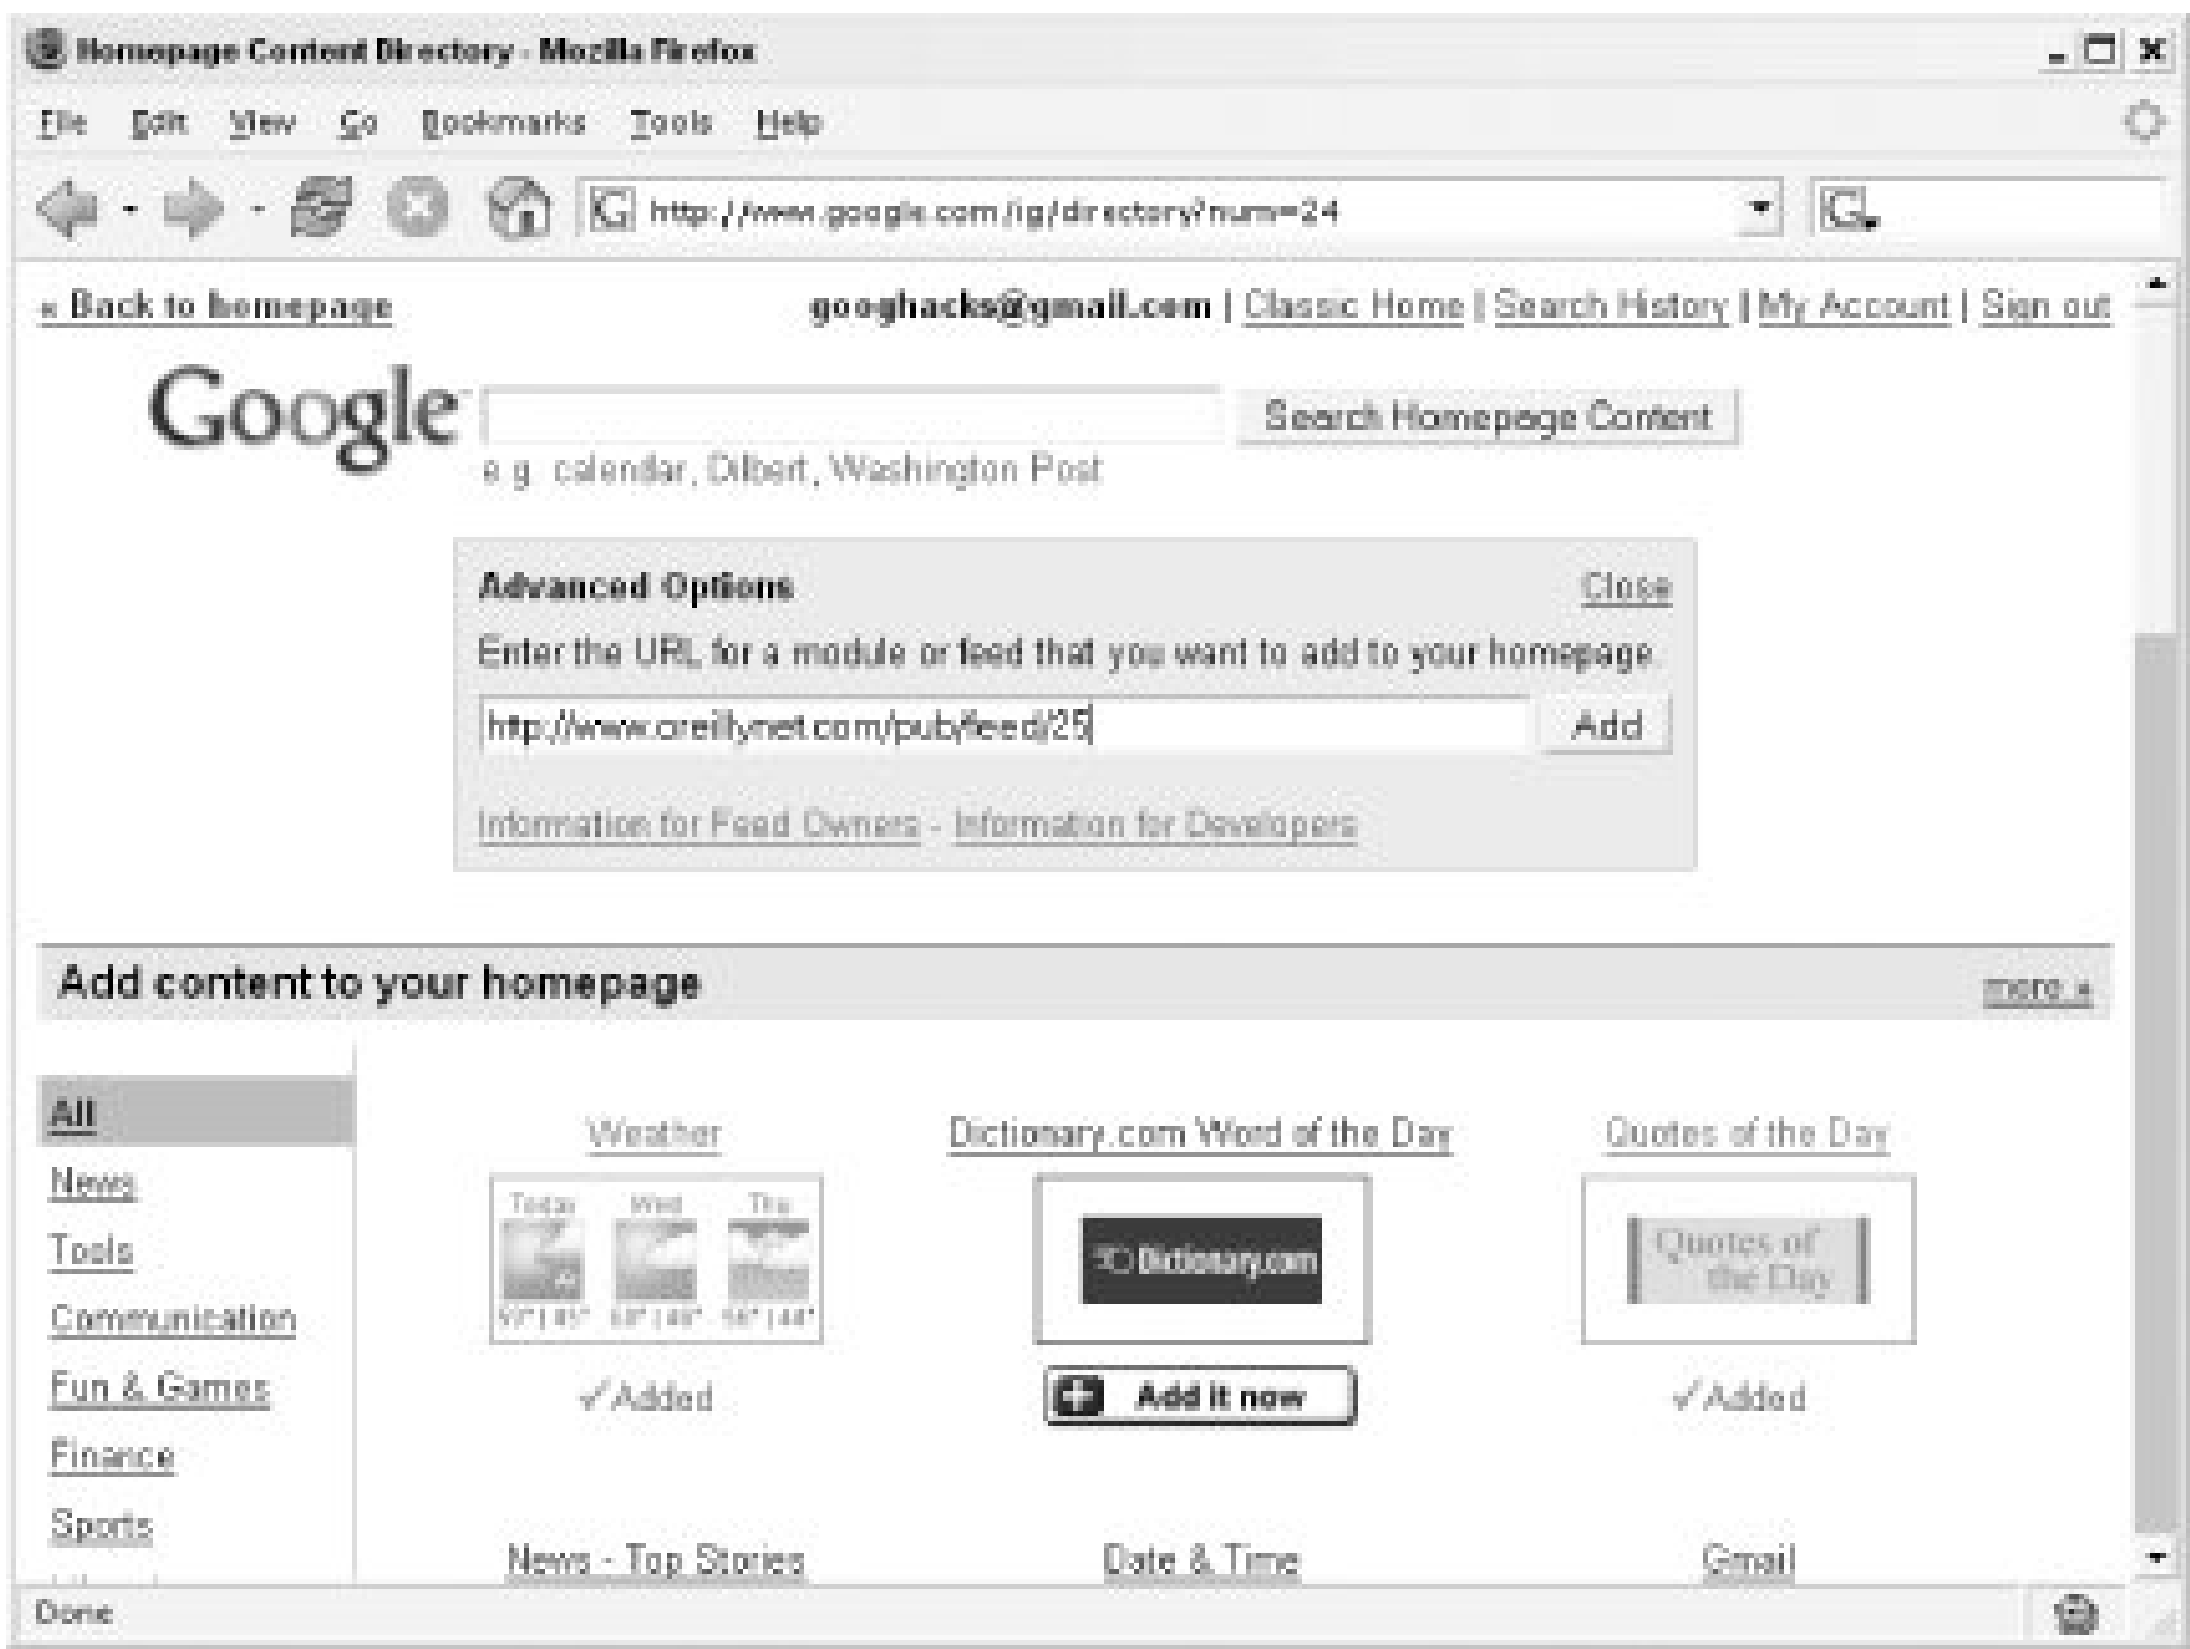 Homepage Content Directory - Mozilla Firefox
File Edit View Go Bookmarks Tools Help
http://www.google.com/ig/directory?num=24
« Back to homepage
googhacks@gmail.com | Classic Home | Search History | My Account | Sign out
Google
Search Homepage Content
e.g. calendar, Dilbert, Washington Post
Advanced Options
Close
Enter the URL for a module or feed that you want to add to your homepage.
http://www.oreillynet.com/pub/feed/25
Add
Information for Feed Owners - Information for Developers
Add content to your homepage
more »
All
News
Tools
Communication
Fun & Games
Finance
Sports
Weather
Today Wed Thu
✓Added
Dictionary.com Word of the Day
Dictionary.com
Add it now
Quotes of the Day
Quotes of
the Day
✓Added
News - Top Stories
Date & Time
Gmail
Done